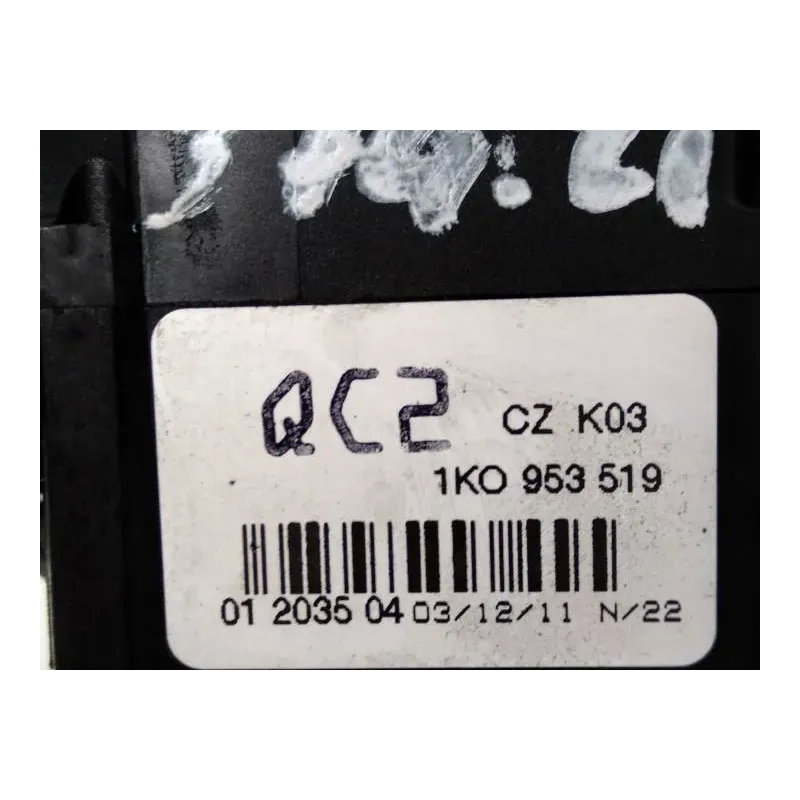 QC2 CZ K03
1KO 953 519
01 2035 04 03/12/11 N/22